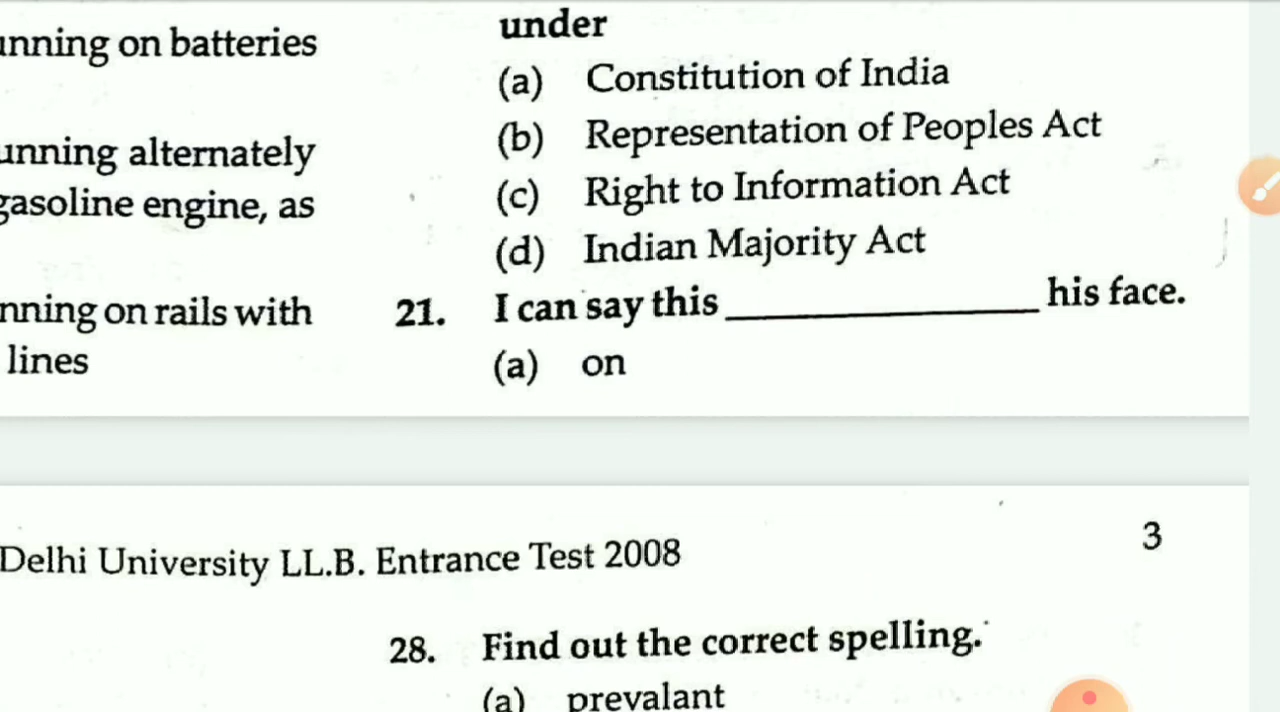 unning on batteries
unning alternately
gasoline engine, as
nning on rails with
lines
under
(a) Constitution of India
(b) Representation of Peoples Act
(c) Right to Information Act
(d) Indian Majority Act
21. I can say this ____________ his face.
(a) on
Delhi University LL.B. Entrance Test 2008
3
28. Find out the correct spelling.
(a) prevalant